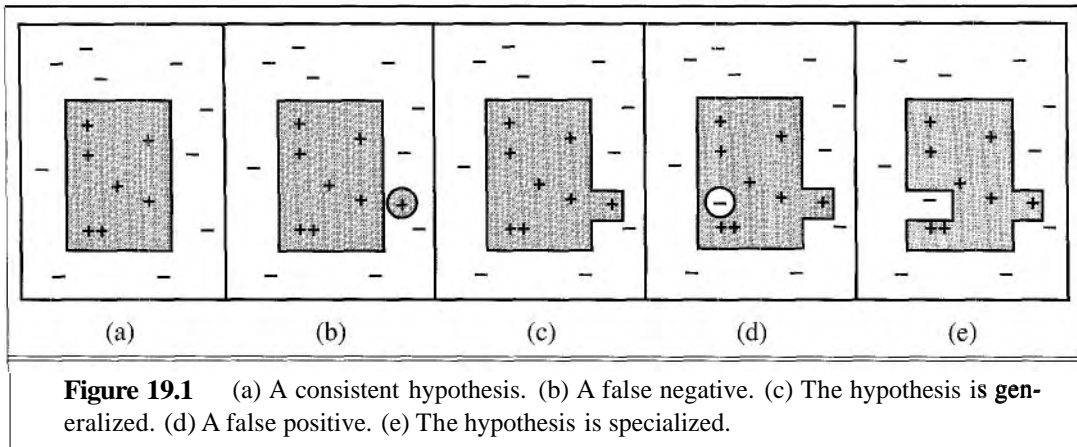 (a) (b) (c) (d) (e)
Figure 19.1 (a) A consistent hypothesis. (b) A false negative. (c) The hypothesis is gen-
eralized. (d) A false positive. (e) The hypothesis is specialized.